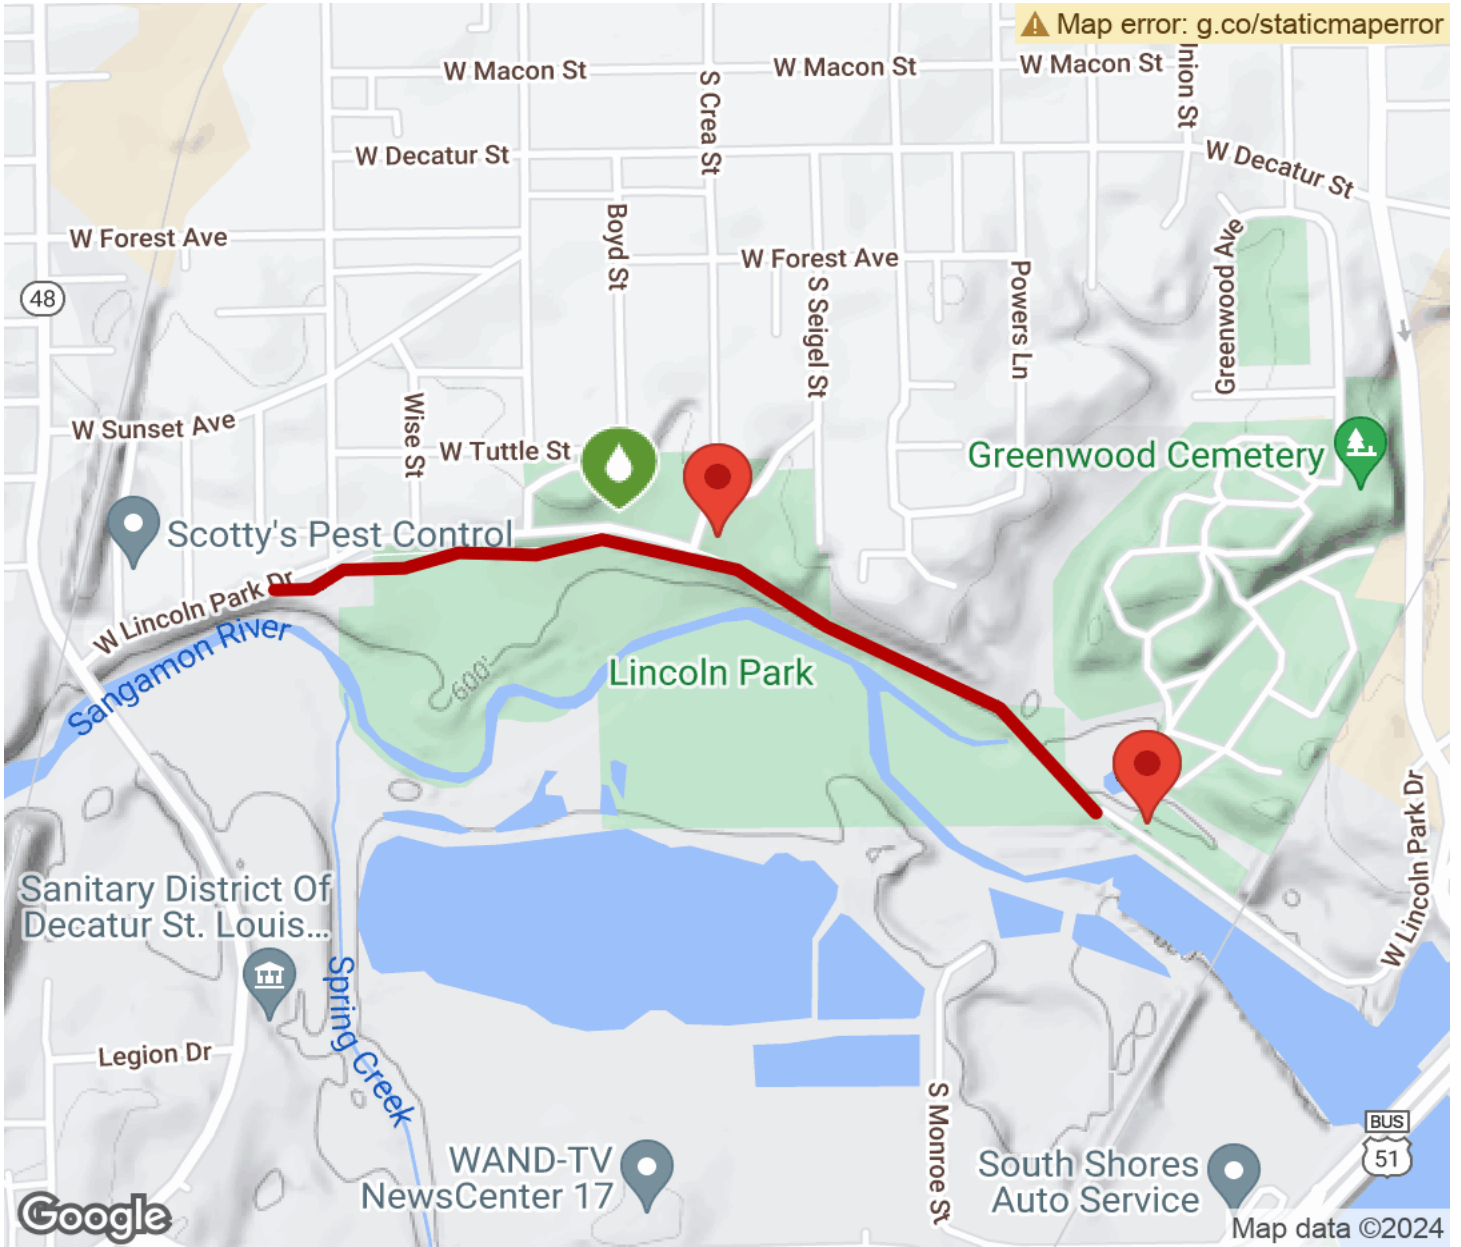 Map error: g.co/staticmaperror
W Macon St
W Macon St
W Macon St
S Crea St
Union St
W Decatur St
W Decatur St
W Forest Ave
Boyd St
W Forest Ave
Greenwood Ave
48
S Seigel St
Powers Ln
W Sunset Ave
Wise St
W Tuttle St
Greenwood Cemetery
Scotty's Pest Control
W Lincoln Park Dr
Sangamon River
600'
Lincoln Park
W Lincoln Park Dr
Sanitary District Of
Decatur St. Louis...
Spring Creek
Legion Dr
S Monroe St
WAND-TV
NewsCenter 17
South Shores
Auto Service
BUS
51
Google
Map data ©2024